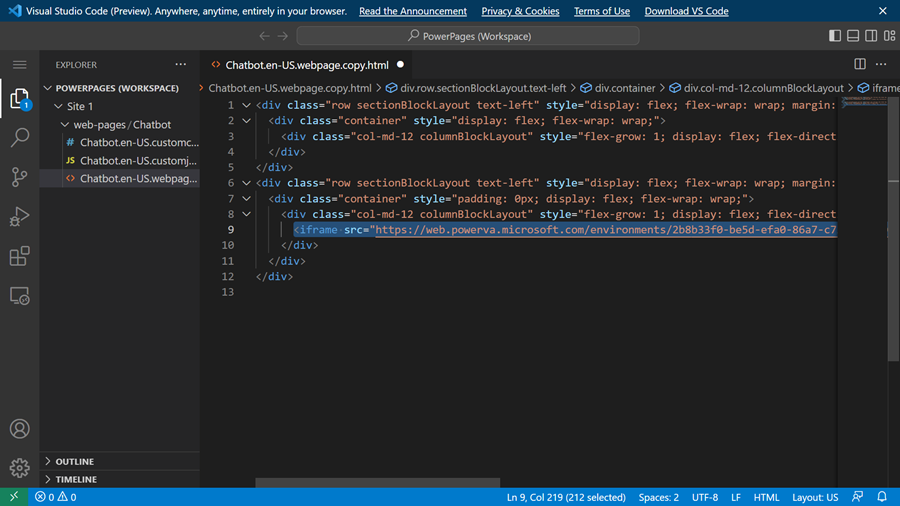 Visual Studio Code (Preview). Anywhere, anytime, entirely in your browser. Read the Announcement Privacy & Cookies Terms of Use Download VS Code
PowerPages (Workspace)
EXPLORER
Chatbot.en-US.webpage.copy.html
POWERPAGES (WORKSPACE)
Chatbot.en-US.webpage.copy.html > div.row.sectionBlockLayout.text-left > div.container > div.col-md-12.columnBlockLayout > iframe
Site 1
web-pages / Chatbot
# Chatbot.en-US.customc...
JS Chatbot.en-US.customj...
<> Chatbot.en-US.webpag...
1
1 <div class="row sectionBlockLayout text-left" style="display: flex; flex-wrap: wrap; margin:
2 <div class="container" style="display: flex; flex-wrap: wrap;">
3 <div class="col-md-12 columnBlockLayout" style="flex-grow: 1; display: flex; flex-direct
4 </div>
5 </div>
6 <div class="row sectionBlockLayout text-left" style="display: flex; flex-wrap: wrap; margin:
7 <div class="container" style="padding: 0px; display: flex; flex-wrap: wrap;">
8 <div class="col-md-12 columnBlockLayout" style="flex-grow: 1; display: flex; flex-direct
9 <iframe src="https://web.powerva.microsoft.com/environments/2b8b33f0-be5d-efa0-86a7-c7
10 </div>
11 </div>
12 </div>
13
OUTLINE
TIMELINE
0 0 Ln 9, Col 219 (212 selected) Spaces: 2 UTF-8 LF HTML Layout: US